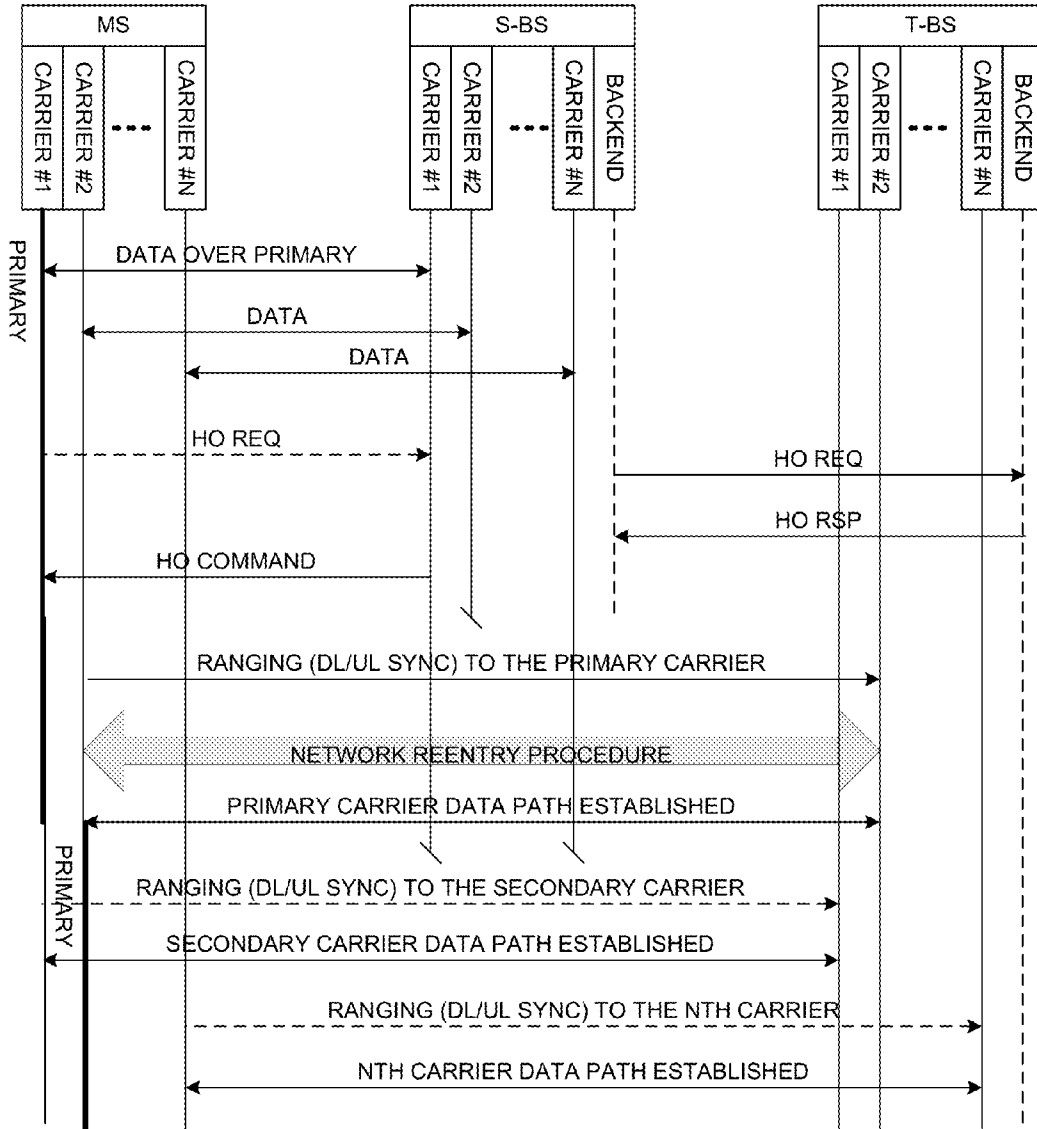 MS
S-BS
T-BS
CARRIER #1
CARRIER #2
CARRIER #N
CARRIER #1
CARRIER #2
CARRIER #N
BACKEND
CARRIER #1
CARRIER #2
CARRIER #N
BACKEND
PRIMARY
DATA OVER PRIMARY
DATA
DATA
HO REQ
HO REQ
HO RSP
HO COMMAND
RANGING (DL/UL SYNC) TO THE PRIMARY CARRIER
NETWORK REENTRY PROCEDURE
PRIMARY CARRIER DATA PATH ESTABLISHED
PRIMARY
RANGING (DL/UL SYNC) TO THE SECONDARY CARRIER
SECONDARY CARRIER DATA PATH ESTABLISHED
RANGING (DL/UL SYNC) TO THE NTH CARRIER
NTH CARRIER DATA PATH ESTABLISHED